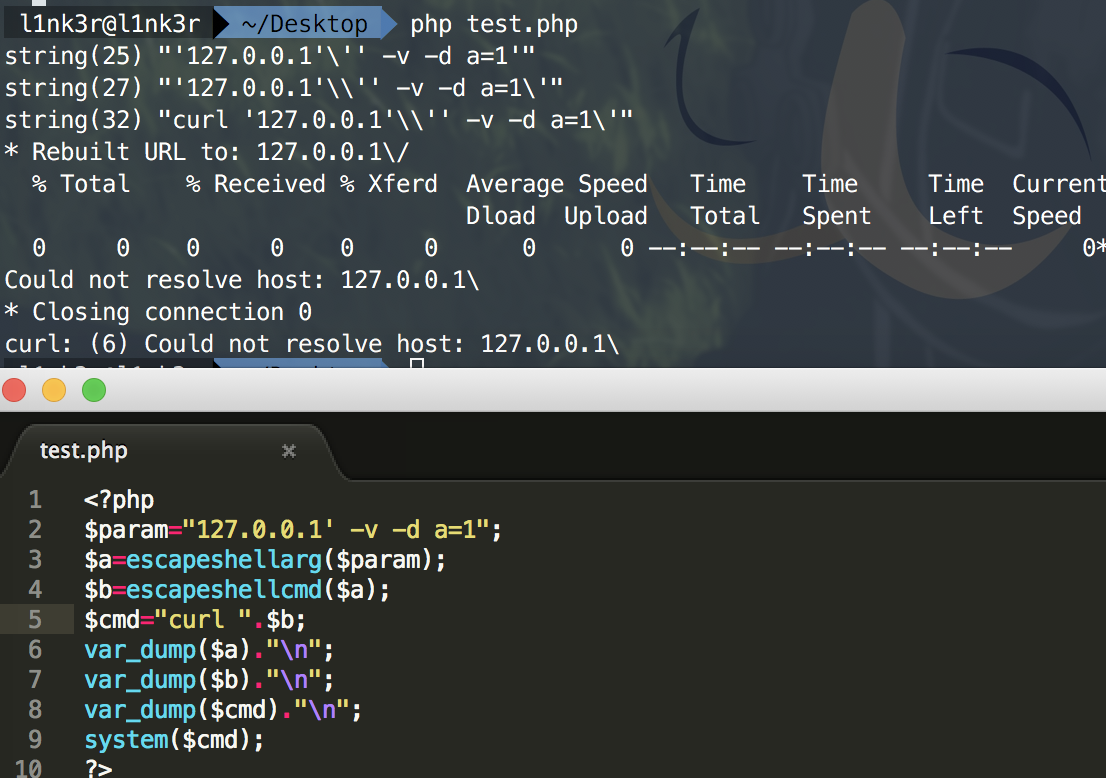 l1nk3r@l1nk3r ~/Desktop php test.php
string(25) "'127.0.0.1'\'' -v -d a=1'"
string(27) "'127.0.0.1'\\'' -v -d a=1\'"
string(32) "curl '127.0.0.1'\\'' -v -d a=1\'"
* Rebuilt URL to: 127.0.0.1\/
% Total % Received % Xferd Average Speed Time Time Time Current
Dload Upload Total Spent Left Speed
0 0 0 0 0 0 0 0 --:--:-- --:--:-- --:--:-- 0*
Could not resolve host: 127.0.0.1\
* Closing connection 0
curl: (6) Could not resolve host: 127.0.0.1\
test.php
1 <?php
2 $param="127.0.0.1' -v -d a=1";
3 $a=escapeshellarg($param);
4 $b=escapeshellcmd($a);
5 $cmd="curl ".$b;
6 var_dump($a)."\n";
7 var_dump($b)."\n";
8 var_dump($cmd)."\n";
9 system($cmd);
10 ?>